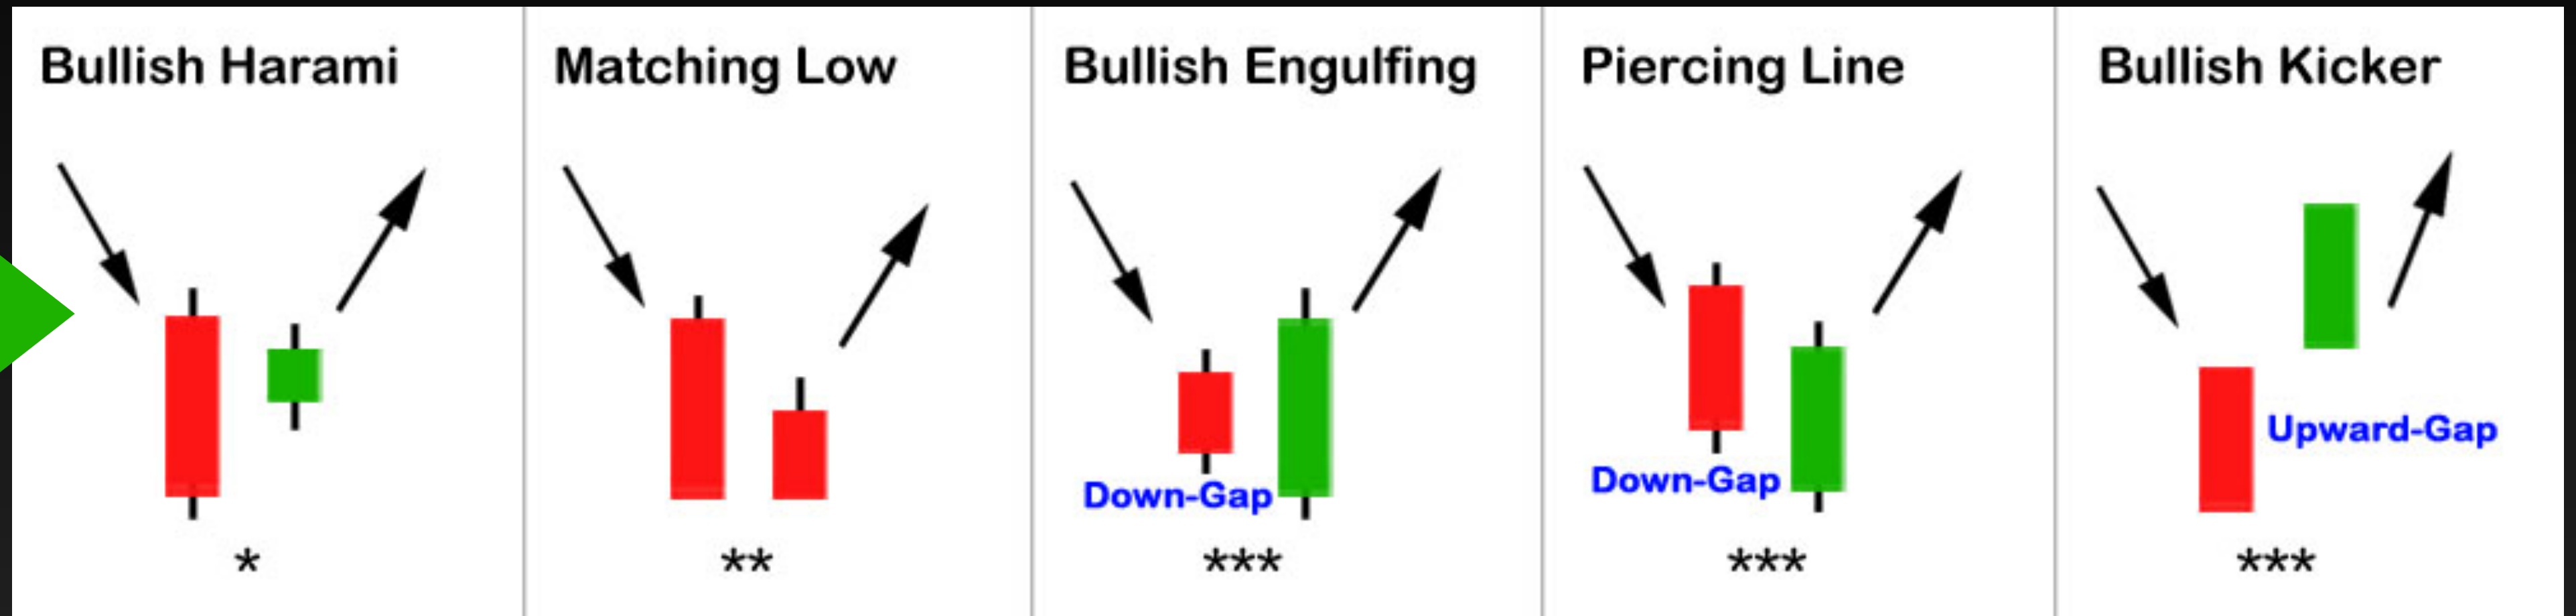 Bullish Harami
Matching Low
Bullish Engulfing
Piercing Line
Bullish Kicker
Down-Gap
Down-Gap
Upward-Gap
*
**
***
***
***